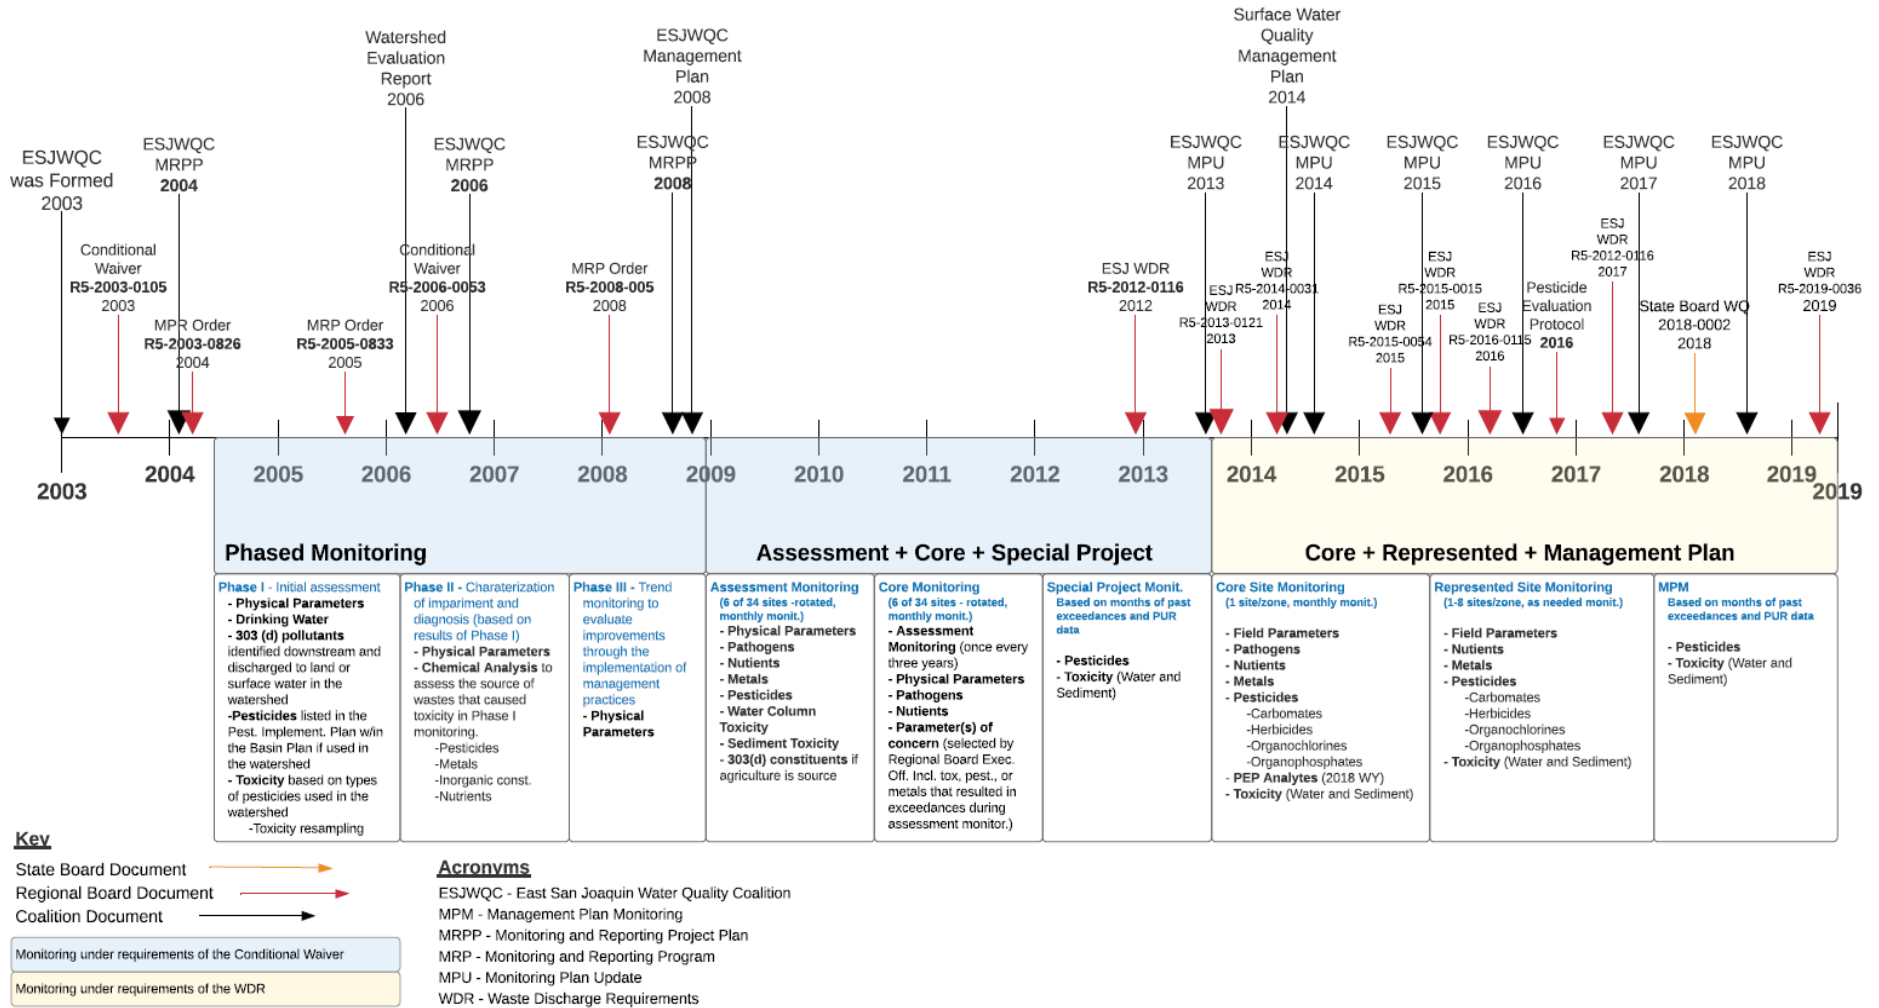 Surface Water
Quality
Management
Plan
2014
Watershed
Evaluation
Report
2006
ESJWQC
Management
Plan
2008
ESJWQC
was Formed
2003
ESJWQC
MRPP
2004
ESJWQC
MRPP
2006
ESJWQC
MRPP
2008
ESJWQC
MPU
2013
ESJWQC
MPU
2014
ESJWQC
MPU
2015
ESJWQC
MPU
2016
ESJWQC
MPU
2017
ESJWQC
MPU
2018
Conditional
Waiver
R5-2003-0105
2003
MPR Order
R5-2003-0826
2004
MRP Order
R5-2005-0833
2005
Conditional
Waiver
R5-2006-0053
2006
MRP Order
R5-2008-005
2008
ESJ WDR
R5-2012-0116
2012
ESJ
WDR
R5-2013-0121
2013
ESJ
WDR
R5-2014-0031
2014
ESJ
WDR
R5-2015-0054
2015
ESJ
WDR
R5-2015-0015
2015
ESJ
WDR
R5-2016-0115
2016
Pesticide
Evaluation
Protocol
2016
ESJ
WDR
R5-2012-0116
2017
State Board WQ
2018-0002
2018
ESJ
WDR
R5-2019-0036
2019
2003
2004
2005
2006
2007
2008
2009
2010
2011
2012
2013
2014
2015
2016
2017
2018
2019
2019
Phased Monitoring
Assessment + Core + Special Project
Core + Represented + Management Plan
Phase I - Initial assessment
- Physical Parameters
- Drinking Water
- 303 (d) pollutants
identified downstream and
discharged to land or
surface water in the
watershed
-Pesticides listed in the
Pest. Implement. Plan w/in
the Basin Plan if used in
the watershed
- Toxicity based on types
of pesticides used in the
watershed
-Toxicity resampling
Phase II - Charaterization
of impariment and
diagnosis (based on
results of Phase I)
- Physical Parameters
- Chemical Analysis to
assess the source of
wastes that caused
toxicity in Phase I
monitoring.
-Pesticides
-Metals
-Inorganic const.
-Nutrients
Phase III - Trend
monitoring to
evaluate
improvements
through the
implementation of
management
practices
- Physical
Parameters
Assessment Monitoring
(6 of 34 sites -rotated,
monthly monit.)
- Physical Parameters
- Pathogens
- Nutients
- Metals
- Pesticides
- Water Column
Toxicity
- Sediment Toxicity
- 303(d) constituents if
agriculture is source
Core Monitoring
(6 of 34 sites - rotated,
monthly monit.)
- Assessment
Monitoring (once every
three years)
- Physical Parameters
- Pathogens
- Nutients
- Parameter(s) of
concern (selected by
Regional Board Exec.
Off. Incl. tox, pest., or
metals that resulted in
exceedances during
assessment monitor.)
Special Project Monit.
Based on months of past
exceedances and PUR
data
- Pesticides
- Toxicity (Water and
Sediment)
Core Site Monitoring
(1 site/zone, monthly monit.)
- Field Parameters
- Pathogens
- Nutients
- Metals
- Pesticides
-Carbomates
-Herbicides
-Organochlorines
-Organophosphates
- PEP Analytes (2018 WY)
- Toxicity (Water and Sediment)
Represented Site Monitoring
(1-8 sites/zone, as needed monit.)
- Field Parameters
- Nutients
- Metals
- Pesticides
-Carbomates
-Herbicides
-Organochlorines
-Organophosphates
- Toxicity (Water and Sediment)
MPM
Based on months of past
exceedances and PUR data
- Pesticides
- Toxicity (Water and
Sediment)
Key
State Board Document
Regional Board Document
Coalition Document
Monitoring under requirements of the Conditional Waiver
Monitoring under requirements of the WDR
Acronyms
ESJWQC - East San Joaquin Water Quality Coalition
MPM - Management Plan Monitoring
MRPP - Monitoring and Reporting Project Plan
MRP - Monitoring and Reporting Program
MPU - Monitoring Plan Update
WDR - Waste Discharge Requirements